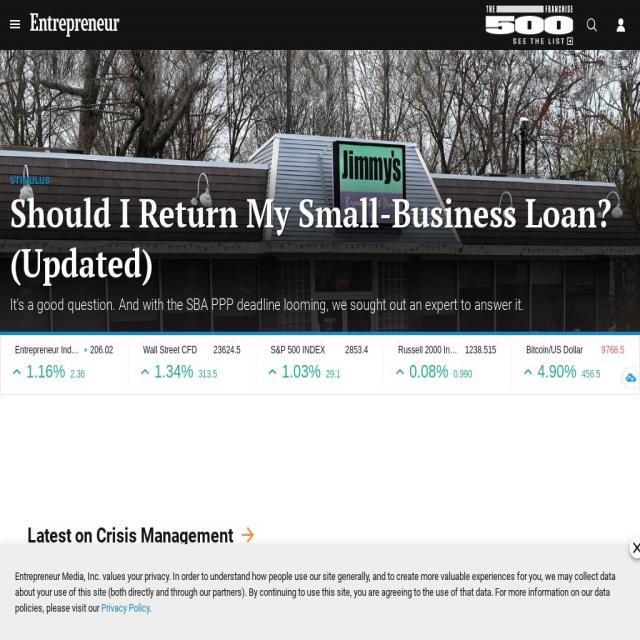 Entrepreneur
THE FRANCHISE
500
SEE THE LIST
Jimmy's
STIMULUS
Should I Return My Small-Business Loan?
(Updated)
It's a good question. And with the SBA PPP deadline looming, we sought out an expert to answer it.
Entrepreneur Ind... 206.02
1.16% 2.36
Wall Street CFD 23624.5
1.34% 313.5
S&P 500 INDEX 2853.4
1.03% 29.1
Russell 2000 In... 1238.515
0.08% 0.990
Bitcoin/US Dollar 9768.5
4.90% 456.5
Latest on Crisis Management
X
Entrepreneur Media, Inc. values your privacy. In order to understand how people use our site generally, and to create more valuable experiences for you, we may collect data
about your use of this site (both directly and through our partners). By continuing to use this site, you are agreeing to the use of that data. For more information on our data
policies, please visit our Privacy Policy.